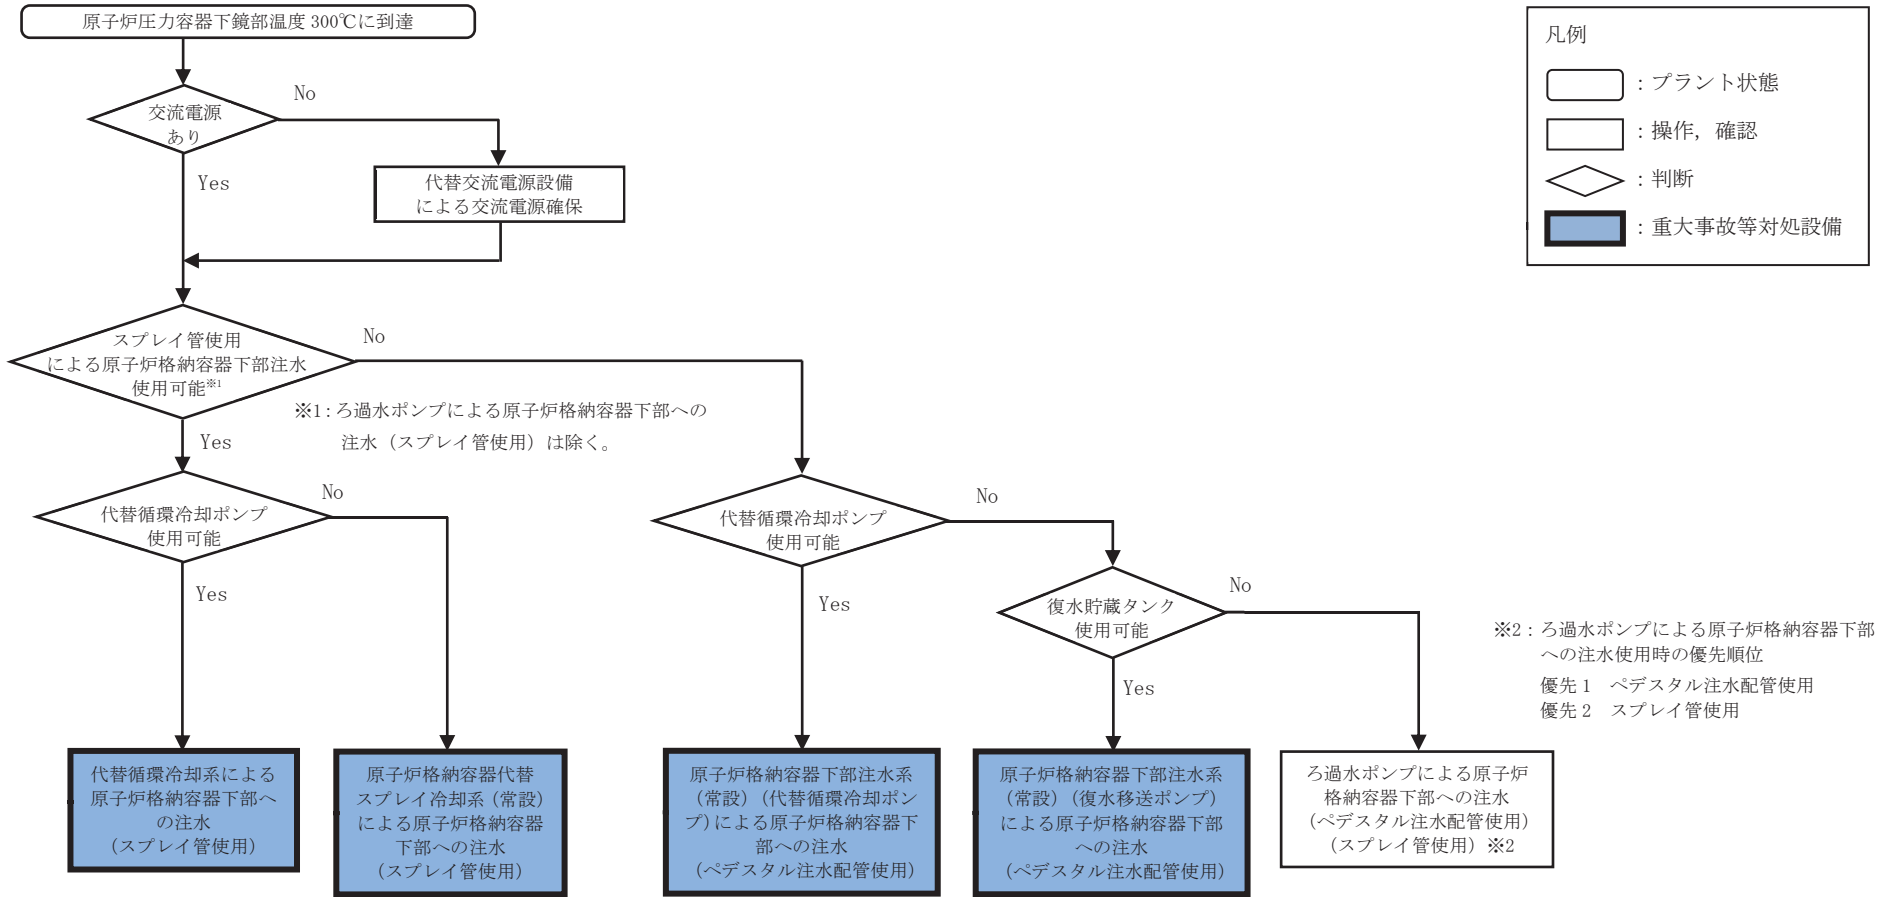 原子炉圧力容器下鏡部温度 300℃に到達
凡例
：プラント状態
：操作，確認
：判断
：重大事故等対処設備
交流電源
あり
No
Yes
代替交流電源設備
による交流電源確保
スプレイ管使用
による原子炉格納容器下部注水
使用可能※1
No
Yes
※1：ろ過水ポンプによる原子炉格納容器下部への
注水（スプレイ管使用）は除く。
代替循環冷却ポンプ
使用可能
No
Yes
代替循環冷却ポンプ
使用可能
No
Yes
復水貯蔵タンク
使用可能
No
Yes
※2：ろ過水ポンプによる原子炉格納容器下部
への注水使用時の優先順位
優先 1　ペデスタル注水配管使用
優先 2　スプレイ管使用
代替循環冷却系による
原子炉格納容器下部へ
の注水
（スプレイ管使用）
原子炉格納容器代替
スプレイ冷却系（常設）
による原子炉格納容器
下部への注水
（スプレイ管使用）
原子炉格納容器下部注水系
（常設）（代替循環冷却ポン
プ）による原子炉格納容器下
部への注水
（ペデスタル注水配管使用）
原子炉格納容器下部注水系
（常設）（復水移送ポンプ）
による原子炉格納容器下部
への注水
（ペデスタル注水配管使用）
ろ過水ポンプによる原子炉
格納容器下部への注水
（ペデスタル注水配管使用）
（スプレイ管使用）※2